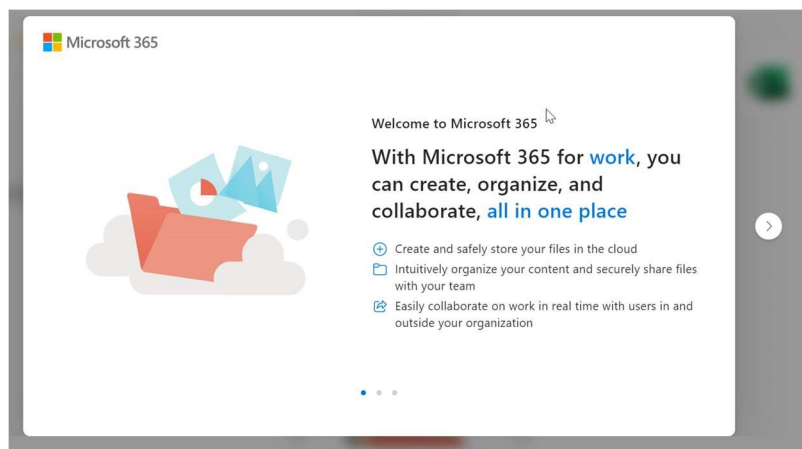 Microsoft 365
Welcome to Microsoft 365
With Microsoft 365 for work, you
can create, organize, and
collaborate, all in one place
Create and safely store your files in the cloud
Intuitively organize your content and securely share files
with your team
Easily collaborate on work in real time with users in and
outside your organization